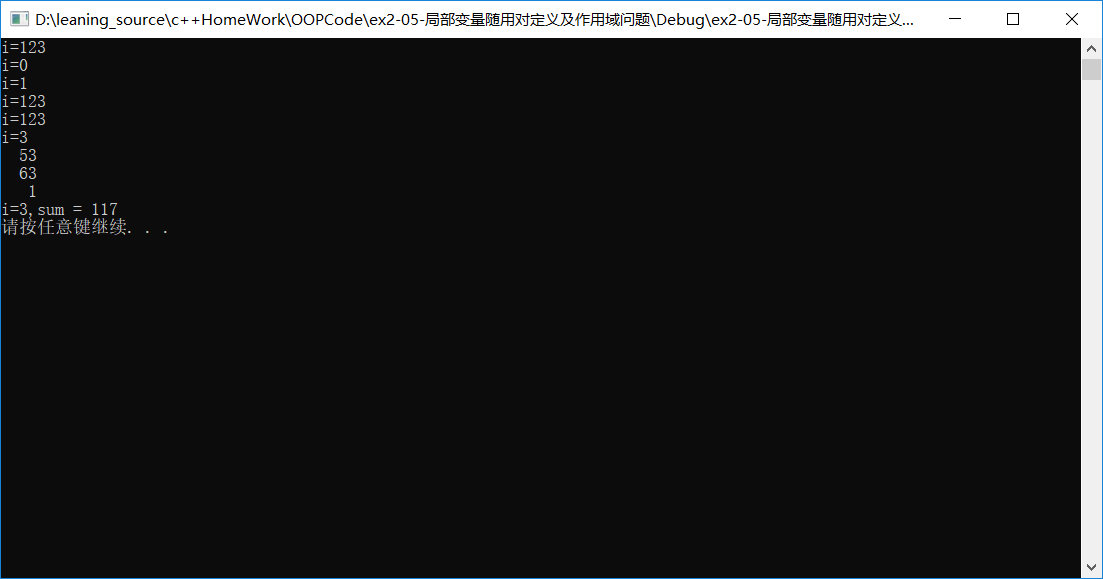 D:\leaning_source\c++HomeWork\OOPCode\ex2-05-局部变量随用对定义及作用域问题\Debug\ex2-05-局部变量随用对定义...
i=123
i=0
i=1
i=123
i=123
i=3
  53
  63
   1
i=3,sum = 117
请按任意键继续. . .